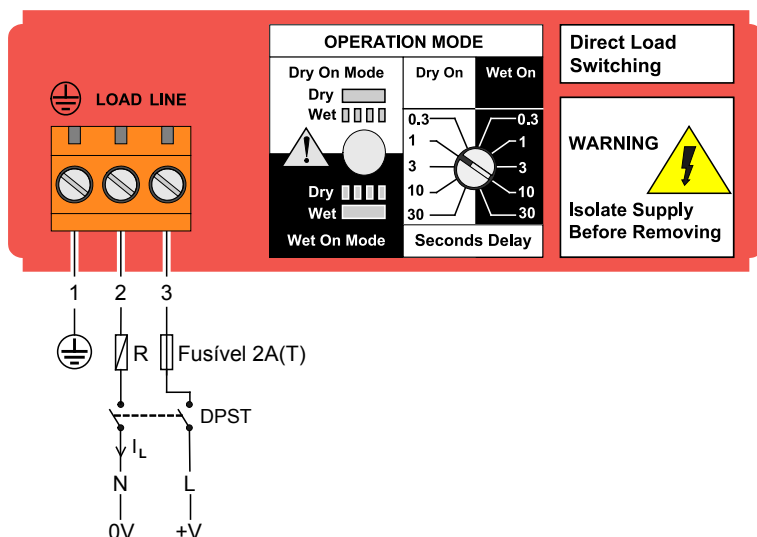 LOAD LINE
OPERATION MODE
Dry On Mode
Dry
Wet
Dry
Wet
Wet On Mode
Dry On
Wet On
0.3
0.3
1
1
3
3
10
10
30
30
Seconds Delay
Direct Load
Switching
WARNING
Isolate Supply
Before Removing
1
2
3
R
Fusível 2A(T)
DPST
IL
N
L
0V
+V